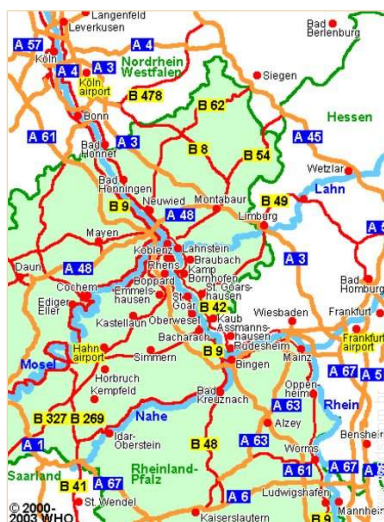 Langenfeld
Leverkusen
Bad
Berlenburg
A 57
A 4
Köln
A 4
A 3
Nordrhein
Westfalen
Köln
airport
Siegen
B 478
B 62
Bonn
Hessen
A 61
Bad
Honnef
A 3
B 8
A 45
B 54
Wetzlar
Bad
Hönningen
Lahn
B 9
Neuwied
Montabaur
B 49
A 48
Limburg
Mayen
Koblenz
Lahnstein
Braubach
Daun
A 48
Rhens
Kamp
Bornhofen
A 3
Bad
Homburg
Cochem
Boppard
Ediger
Eller
Emmels-
hausen
St.
Goar
St. Goars-
hausen
B 42
Wiesbaden
Frankfurt
Kastellaun
Oberwesel
Kaub
Assmanns-
hausen
Frankfurt
airport
Bacharach
Rüdesheim
Hahn
airport
Simmern
B 9
Mainz
Mosel
Bingen
Horbruch
Kempfeld
Bad
Kreuznach
Oppen-
heim
A 67
A 5
Rhein
B 327
B 269
Nahe
A 63
Alzey
A 1
Idar-
Oberstein
B 48
A 63
Worms
Bensheim
Saarland
A 67
Rheinland-
Pfalz
A 61
A 67
B 41
St. Wendel
A 6
Ludwigshafen
© 2000-
2003 WHO
Kaiserslautern
B 9
Mannheim